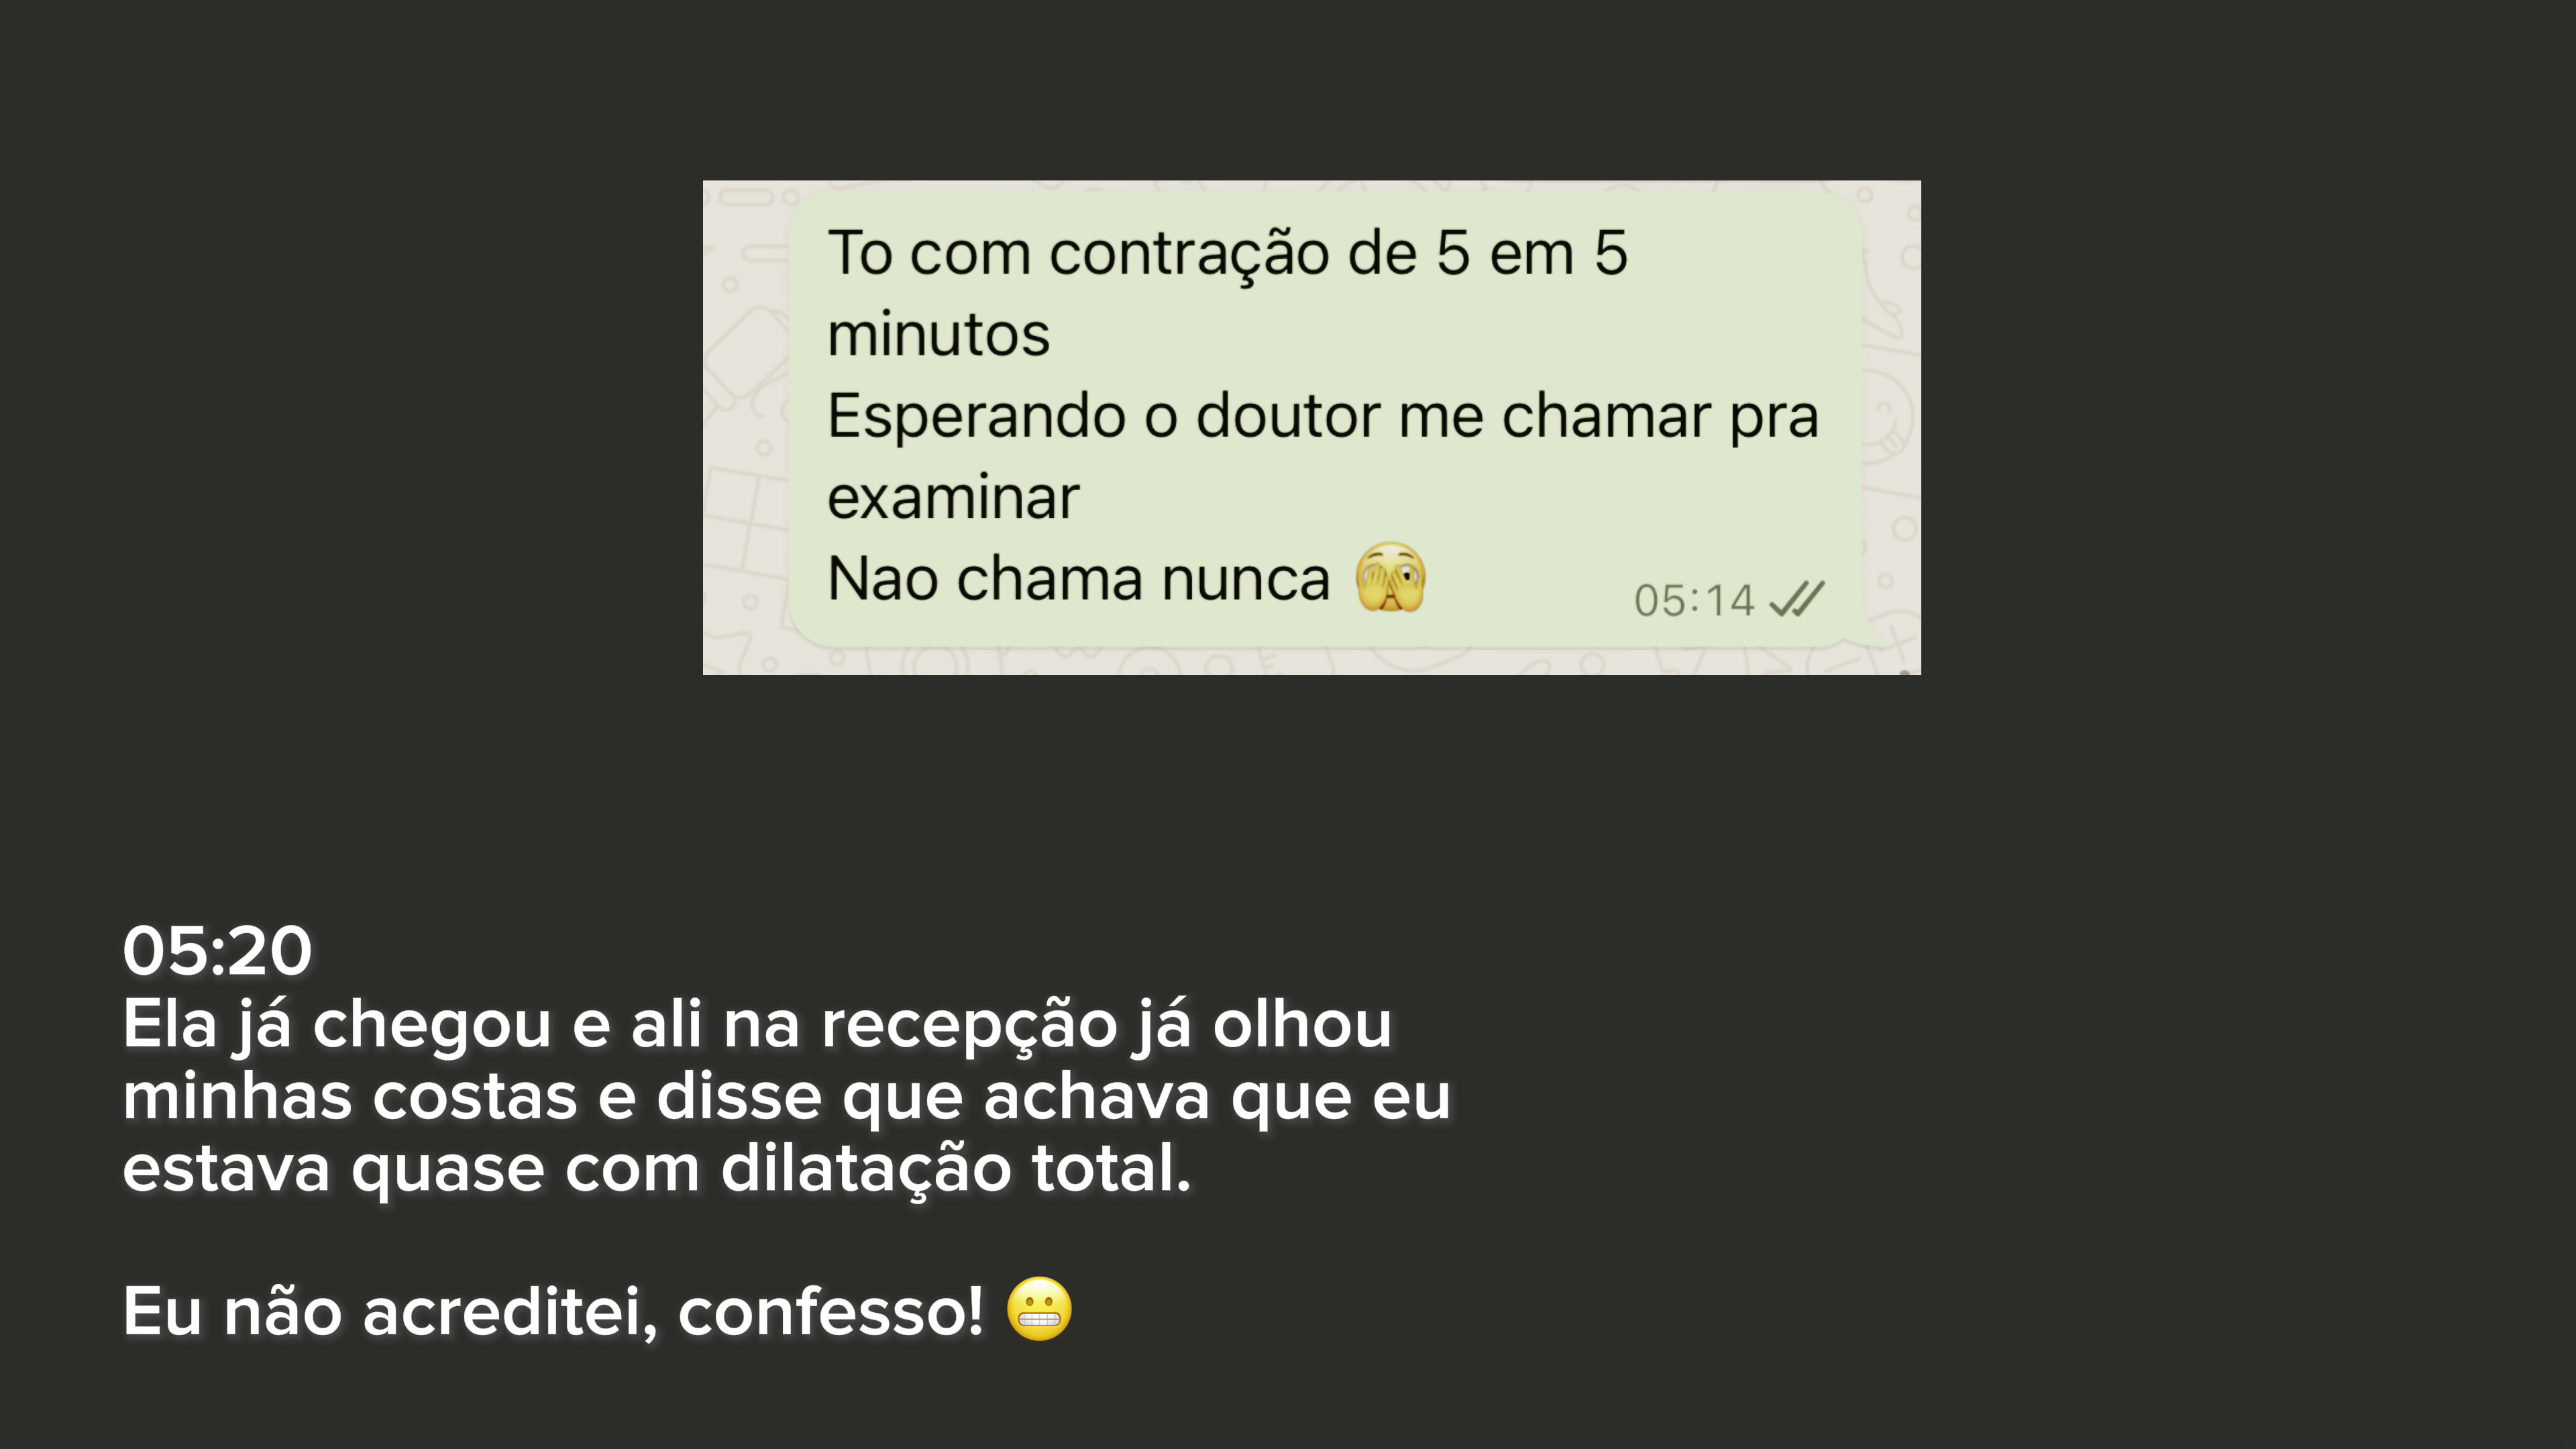 To com contração de 5 em 5
minutos
Esperando o doutor me chamar pra
examinar
Nao chama nunca 🫣
05:14
05:20
Ela já chegou e ali na recepção já olhou
minhas costas e disse que achava que eu
estava quase com dilatação total.
Eu não acreditei, confesso! 😬